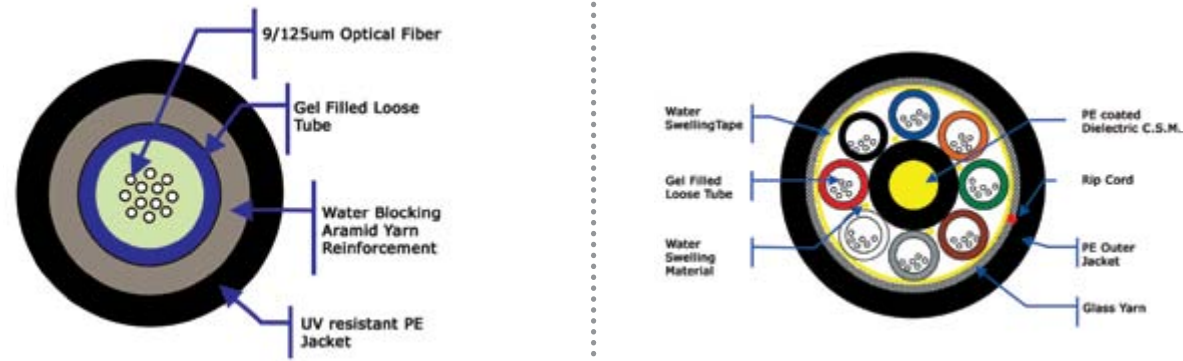 9/125um Optical Fiber
Gel Filled Loose
Tube
Water Blocking
Aramid Yarn
Reinforcement
UV resistant PE
Jacket
Water
SwellingTape
Gel Filled
Loose Tube
Water
Swelling
Material
PE coated
Dielectric C.S.M.
Rip Cord
PE Outer
Jacket
Glass Yarn